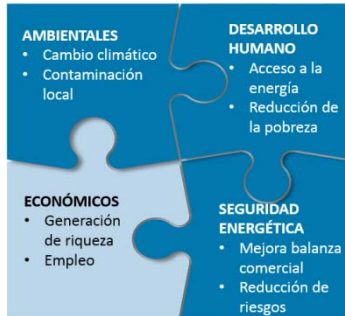 AMBIENTALES
• Cambio climático
• Contaminación
local
DESARROLLO
HUMANO
• Acceso a la
energía
• Reducción de
la pobreza
ECONÓMICOS
• Generación
de riqueza
• Empleo
SEGURIDAD
ENERGÉTICA
• Mejora balanza
comercial
• Reducción de
riesgos